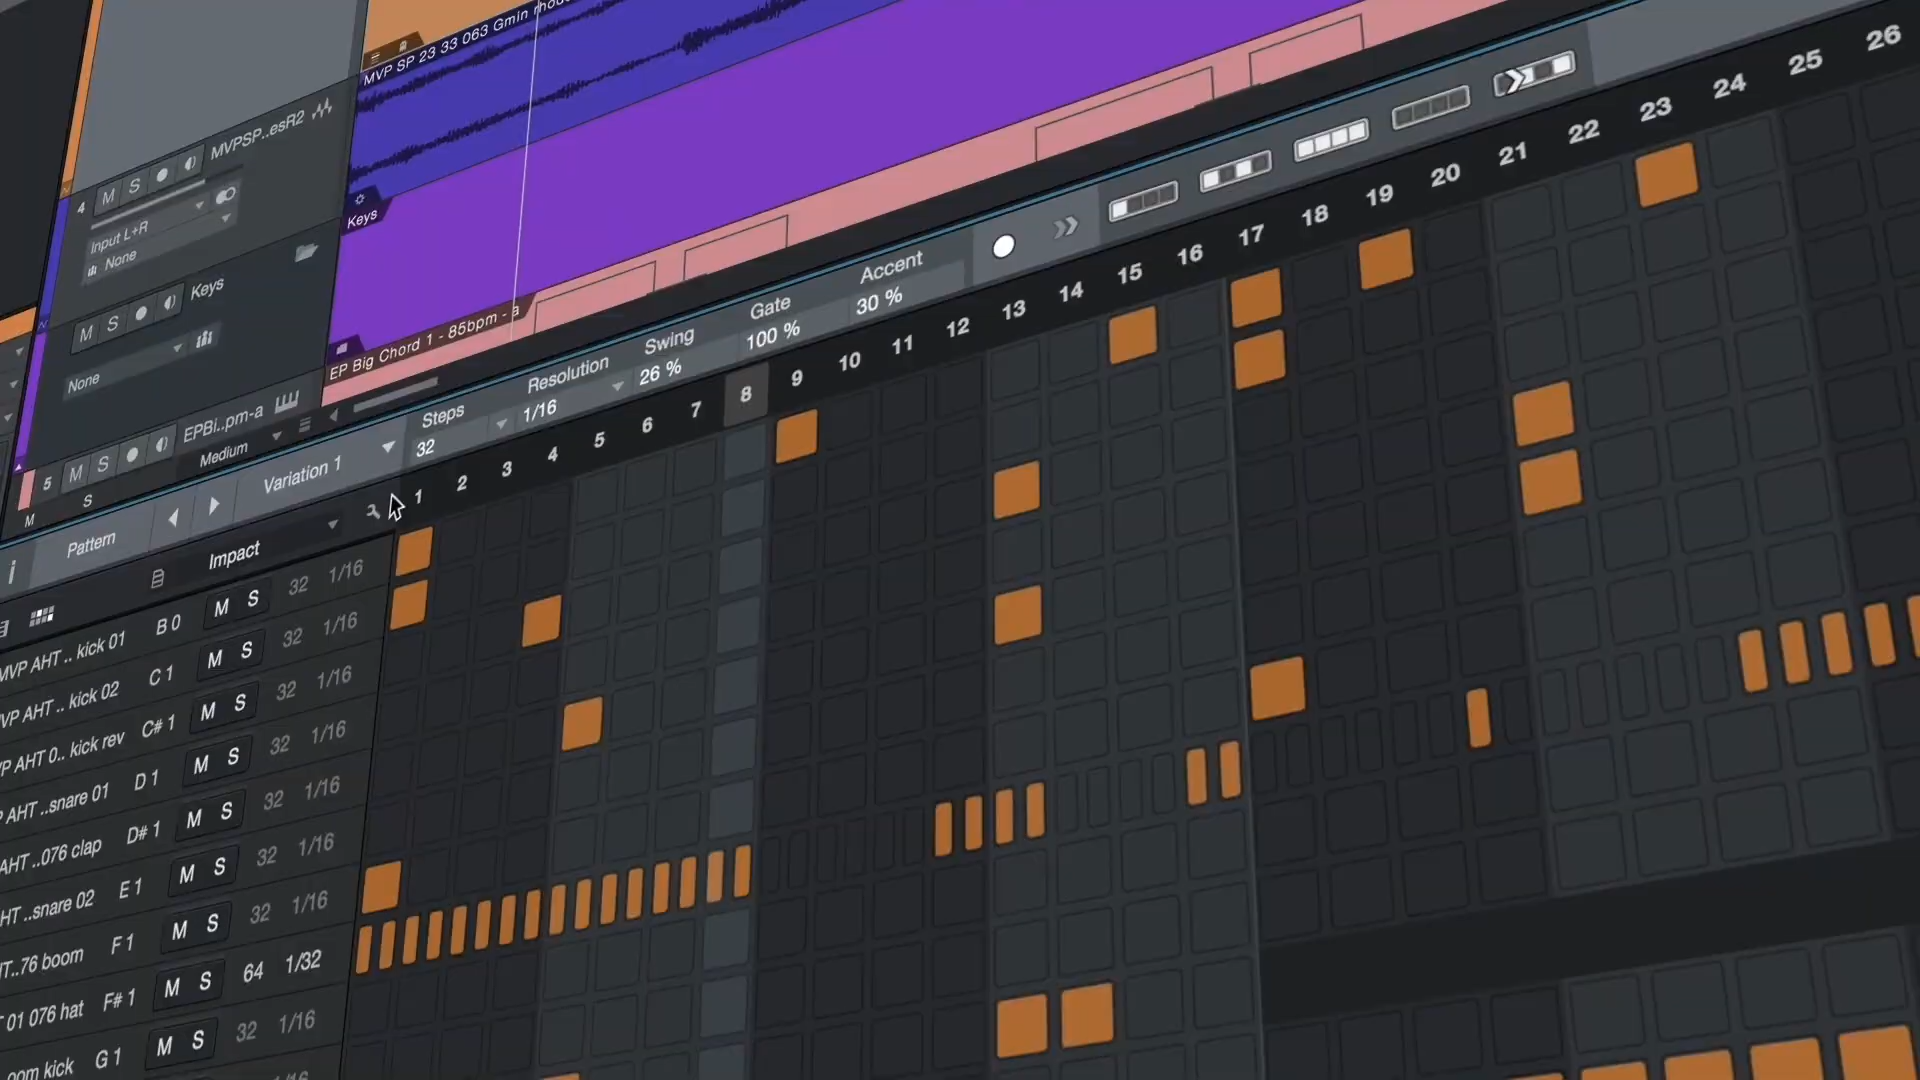 MVP SP 23 33 063 Gmin
MVPSP..esR2
4 M S
Input L+R
None
Keys
M S Keys
None
EP Big Chord 1 - 85bpm - a
EPBi..pm-a
5 M S
Medium
M S
Pattern
Variation 1
Steps
32
Resolution
1/16
Swing
26 %
Gate
100 %
Accent
30 %
Impact
1 2 3 4 5 6 7 8 9 10 11 12 13 14 15 16 17 18 19 20 21 22 23 24 25 26
MVP AHT .. kick 01 B 0 M S 32 1/16
VP AHT .. kick 02 C 1 M S 32 1/16
P AHT 0.. kick rev C# 1 M S 32 1/16
AHT ..snare 01 D 1 M S 32 1/16
AHT ..076 clap D# 1 M S 32 1/16
HT ..snare 02 E 1 M S 32 1/16
T..76 boom F 1 M S 32 1/16
01 076 hat F# 1 M S 64 1/32
oom kick G 1 M S 32 1/16